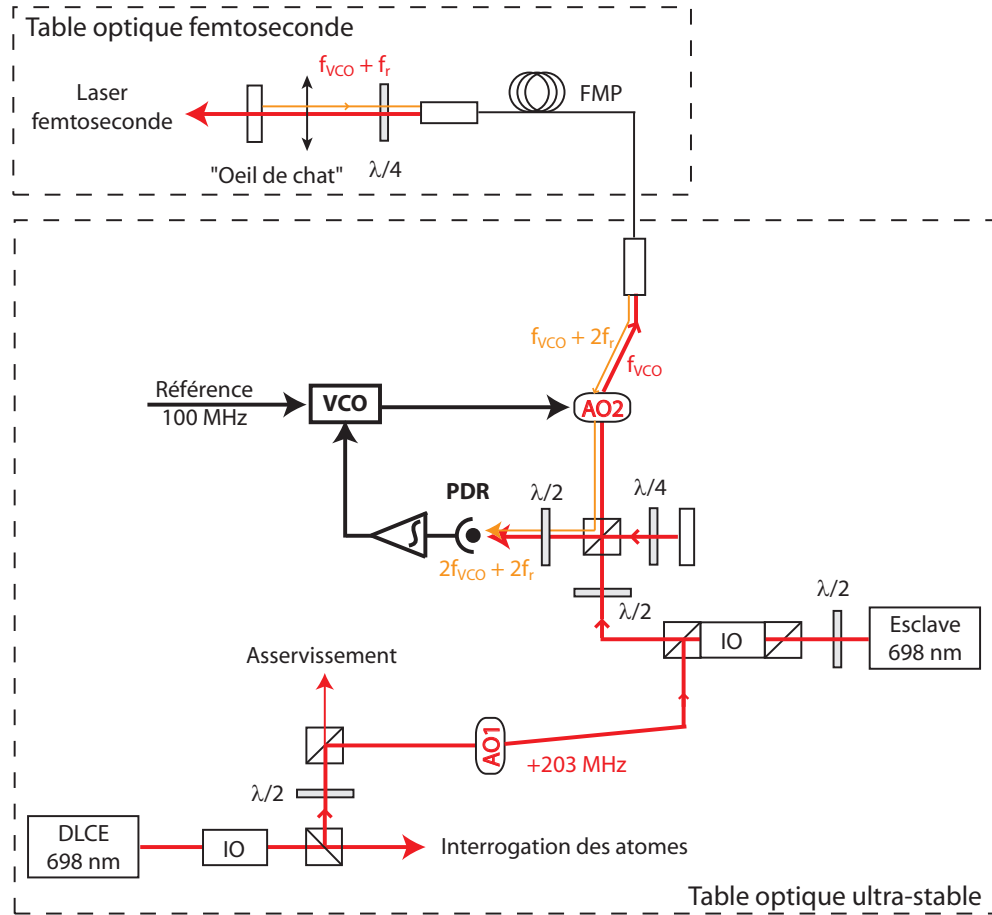 Table optique femtoseconde
f_VCO + f_r
Laser
femtoseconde
FMP
"Oeil de chat"
λ/4
f_VCO + 2f_r
f_VCO
Référence
100 MHz
VCO
AO2
PDR
λ/2
λ/4
2f_VCO + 2f_r
λ/2
λ/2
IO
Esclave
698 nm
Asservissement
AO1
+203 MHz
λ/2
DLCE
698 nm
IO
Interrogation des atomes
Table optique ultra-stable